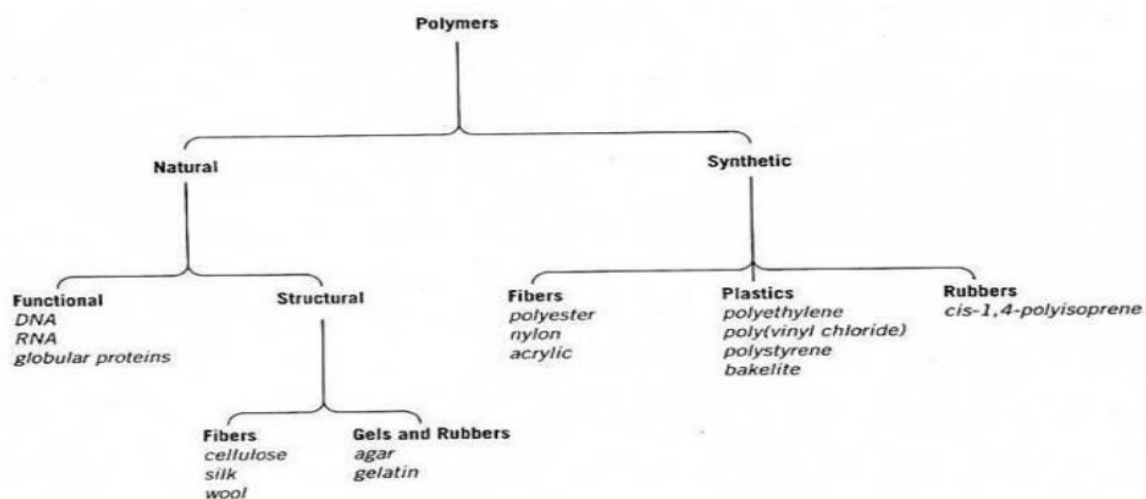 Polymers
Natural
Synthetic
Functional
DNA
RNA
globular proteins
Structural
Fibers
cellulose
silk
wool
Gels and Rubbers
agar
gelatin
Fibers
polyester
nylon
acrylic
Plastics
polyethylene
poly(vinyl chloride)
polystyrene
bakelite
Rubbers
cis-1,4-polyisoprene